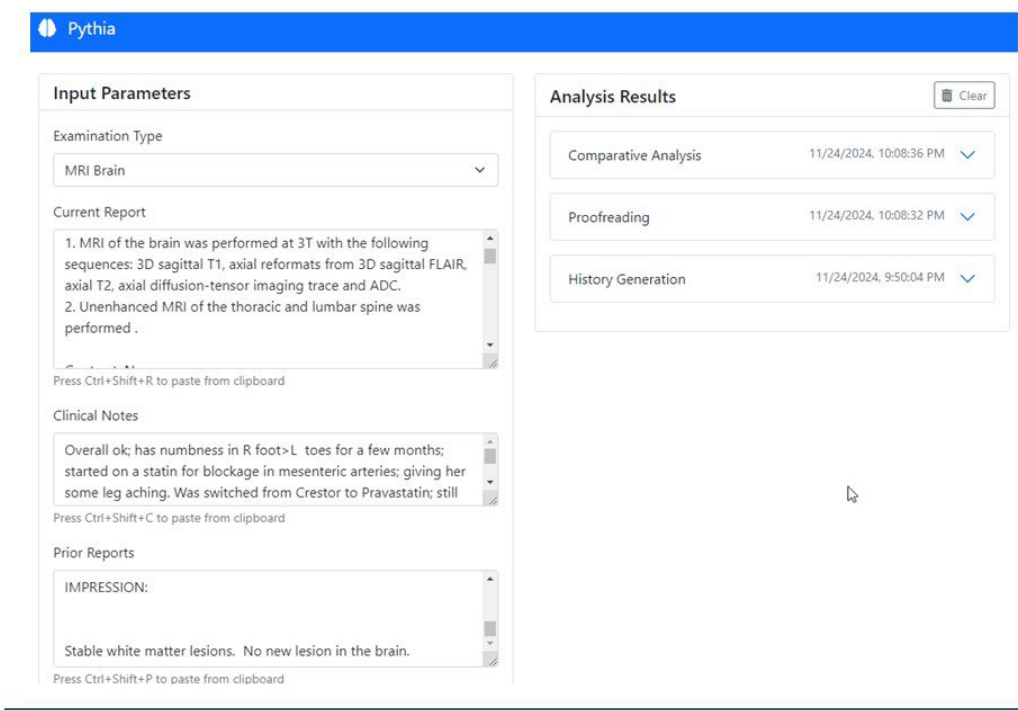 Pythia
Input Parameters
Examination Type
MRI Brain
Current Report
1. MRI of the brain was performed at 3T with the following
sequences: 3D sagittal T1, axial reformats from 3D sagittal FLAIR,
axial T2, axial diffusion-tensor imaging trace and ADC.
2. Unenhanced MRI of the thoracic and lumbar spine was
performed .
Press Ctrl+Shift+R to paste from clipboard
Clinical Notes
Overall ok; has numbness in R foot>L  toes for a few months;
started on a statin for blockage in mesenteric arteries; giving her
some leg aching. Was switched from Crestor to Pravastatin; still
Press Ctrl+Shift+C to paste from clipboard
Prior Reports
IMPRESSION:
Stable white matter lesions.  No new lesion in the brain.
Press Ctrl+Shift+P to paste from clipboard
Analysis Results
Clear
Comparative Analysis 11/24/2024, 10:08:36 PM
Proofreading 11/24/2024, 10:08:32 PM
History Generation 11/24/2024, 9:50:04 PM